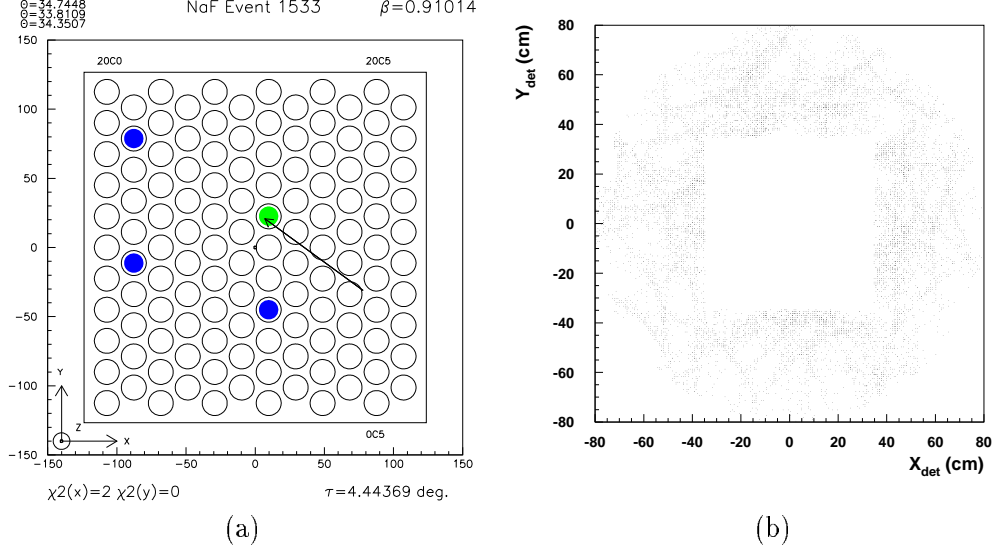 θ=34.7448
θ=33.8109
θ=34.3507
NaF Event 1533 β=0.91014
150
100
50
0
−50
−100
−150
−150 −100 −50 0 50 100 150
20C0 20C5
0C5
Y
Z
X
χ2(x)=2 χ2(y)=0 τ=4.44369 deg.
(a)
Ydet (cm)
80
60
40
20
0
-20
-40
-60
-80
-80 -60 -40 -20 0 20 40 60 80
Xdet (cm)
(b)